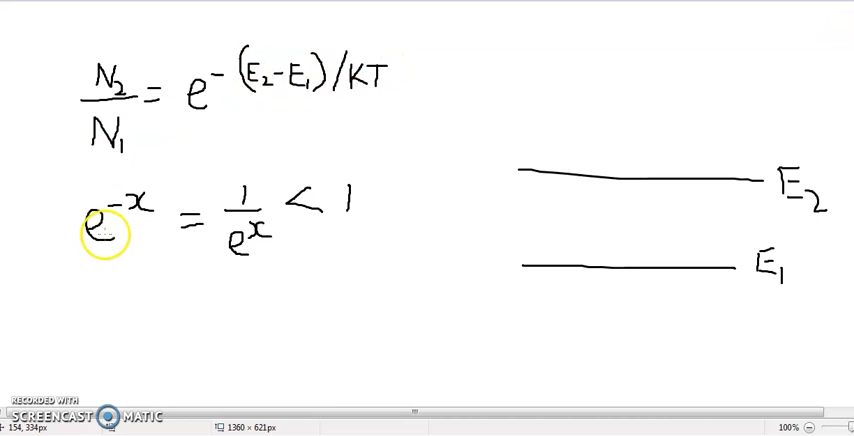 N₂/N₁ = e^-(E₂-E₁)/KT
e^-x = 1/e^x < 1
E₂
E₁
RECORDED WITH
SCREENCAST MATIC
154, 334px
1360 × 621px
100%